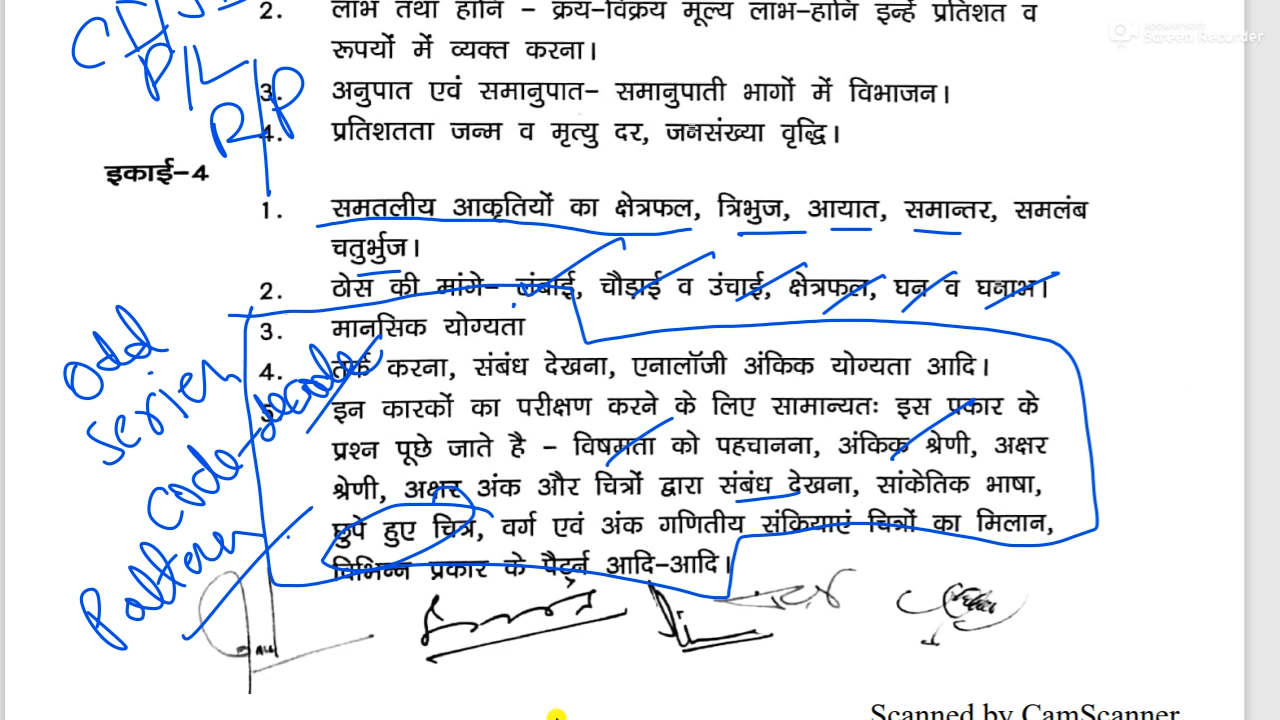 2. लाभ तथा हानि – क्रय-विक्रय मूल्य लाभ-हानि इन्हें प्रतिशत व
रूपयों में व्यक्त करना।
Apowersoft
Screen Recorder
P/L
3. अनुपात एवं समानुपात– समानुपाती भागों में विभाजन।
R/P
4. प्रतिशतता जन्म व मृत्यु दर, जनसंख्या वृद्धि।
इकाई-4
1. समतलीय आकृतियों का क्षेत्रफल, त्रिभुज, आयात, समान्तर, समलंब
चतुर्भुज।
2. ठोस की मांगे– लंबाई, चौड़ाई व उंचाई, क्षेत्रफल, घन व घनाभ।
3. मानसिक योग्यता
4. तर्क करना, संबंध देखना, एनालॉजी अंकिक योग्यता आदि।
5. इन कारकों का परीक्षण करने के लिए सामान्यतः इस प्रकार के
प्रश्न पूछे जाते है – विषमता को पहचानना, अंकिक श्रेणी, अक्षर
श्रेणी, अक्षर अंक और चित्रों द्वारा संबंध देखना, सांकेतिक भाषा,
छुपे हुए चित्र, वर्ग एवं अंक गणितीय संक्रियाएं चित्रों का मिलान,
विभिन्न प्रकार के पैटर्न आदि-आदि।
Odd
Series
Code-decode
Pattern
Scanned by CamScanner